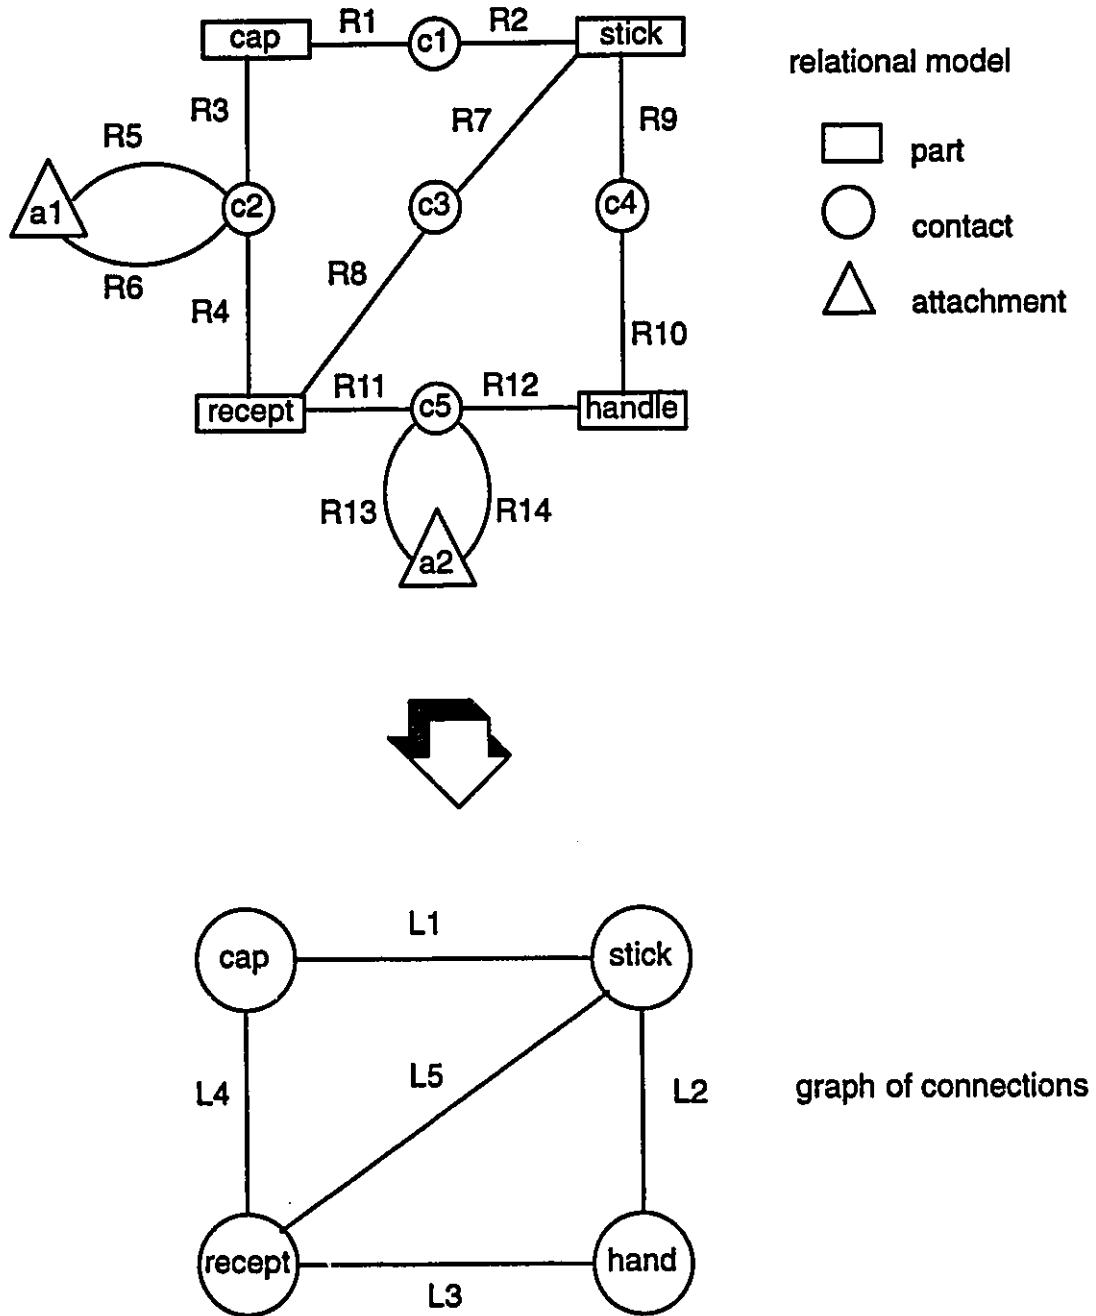 R1 R2
cap c1 stick
relational model
R3 R7 R9
R5
part
a1 c2 c3 c4
contact
R6 R8
R4
attachment
R10
R11 R12
recept c5 handle
R13 R14
a2
L1
cap stick
L5
L4 L2 graph of connections
recept hand
L3